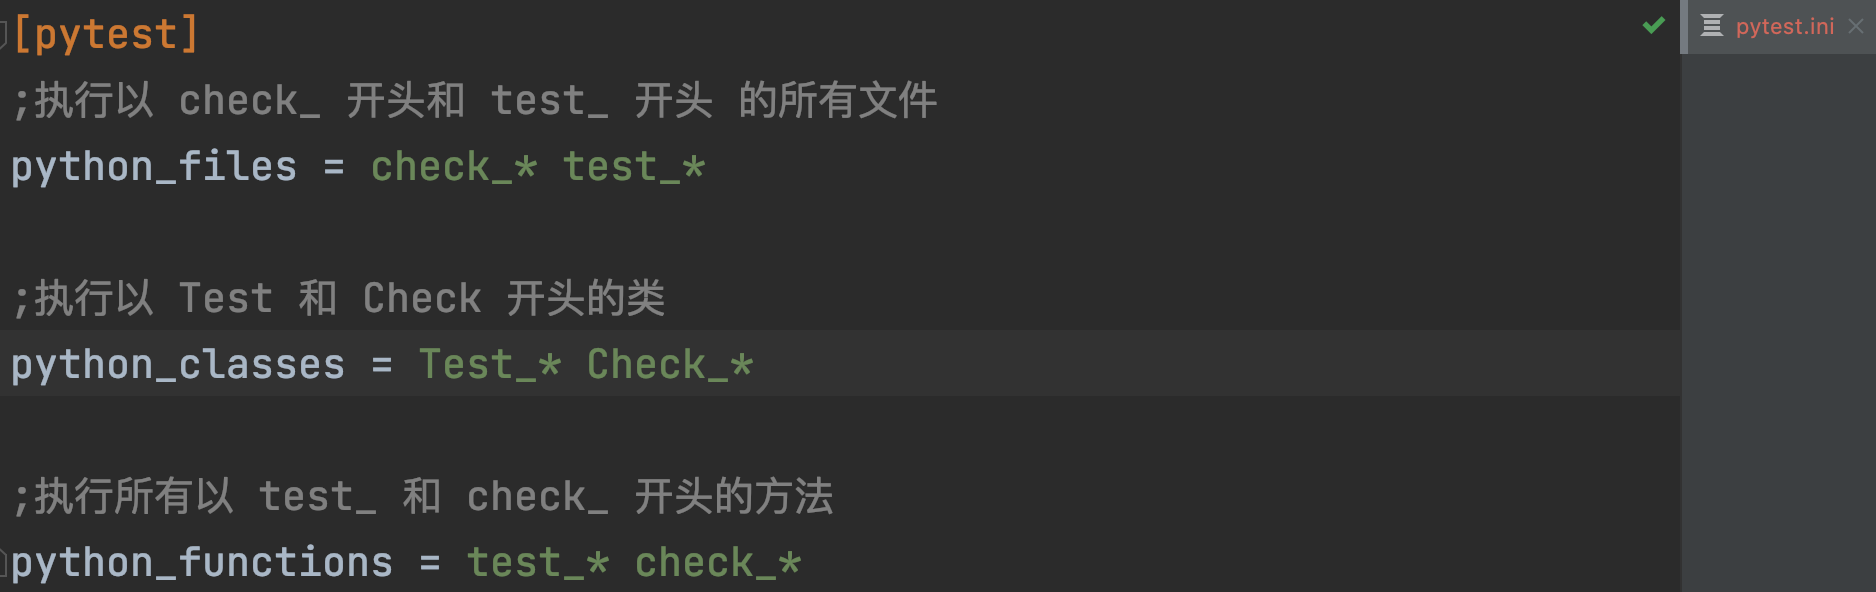 [pytest]
pytest.ini
;执行以 check_ 开头和 test_ 开头 的所有文件
python_files = check_* test_*
;执行以 Test 和 Check 开头的类
python_classes = Test_* Check_*
;执行所有以 test_ 和 check_ 开头的方法
python_functions = test_* check_*